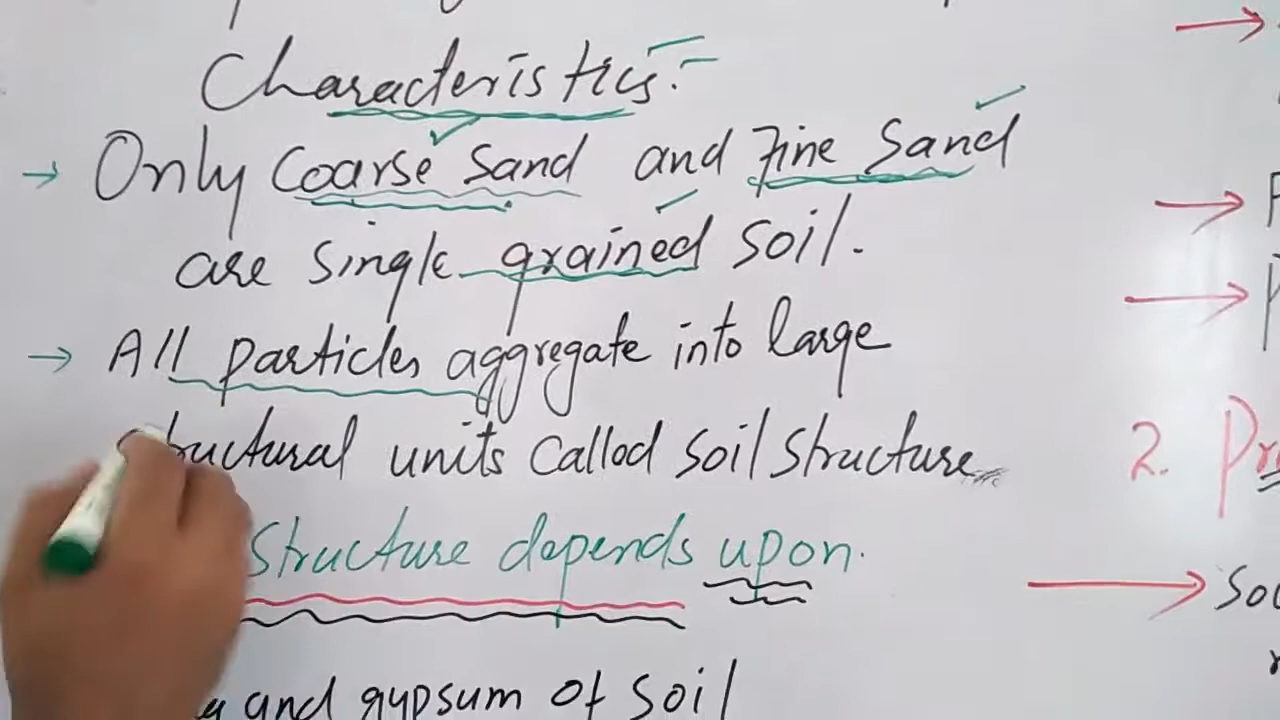 Characteristics:-
→ Only Coarse Sand and Fine Sand
are Single grained Soil.
→ All particles aggregate into large
Structural units called Soil Structure
Structure depends upon.
and gypsum of Soil
2.